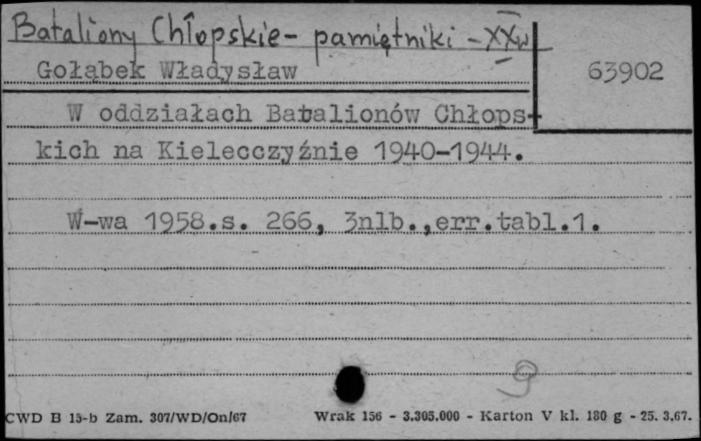 Bataliony Chłopskie - pamiętniki - XXw
Gołąbek Władysław
63902
W oddziałach Batalionów Chłops-
kich na Kielecczyźnie 1940-1944.
W-wa 1958.s. 266, 3nlb.,err.tabl.1.
9
CWD B 15-b Zam. 307/WD/On/67 Wrak 156 - 3.305.000 - Karton V kl. 180 g - 25. 3.67.